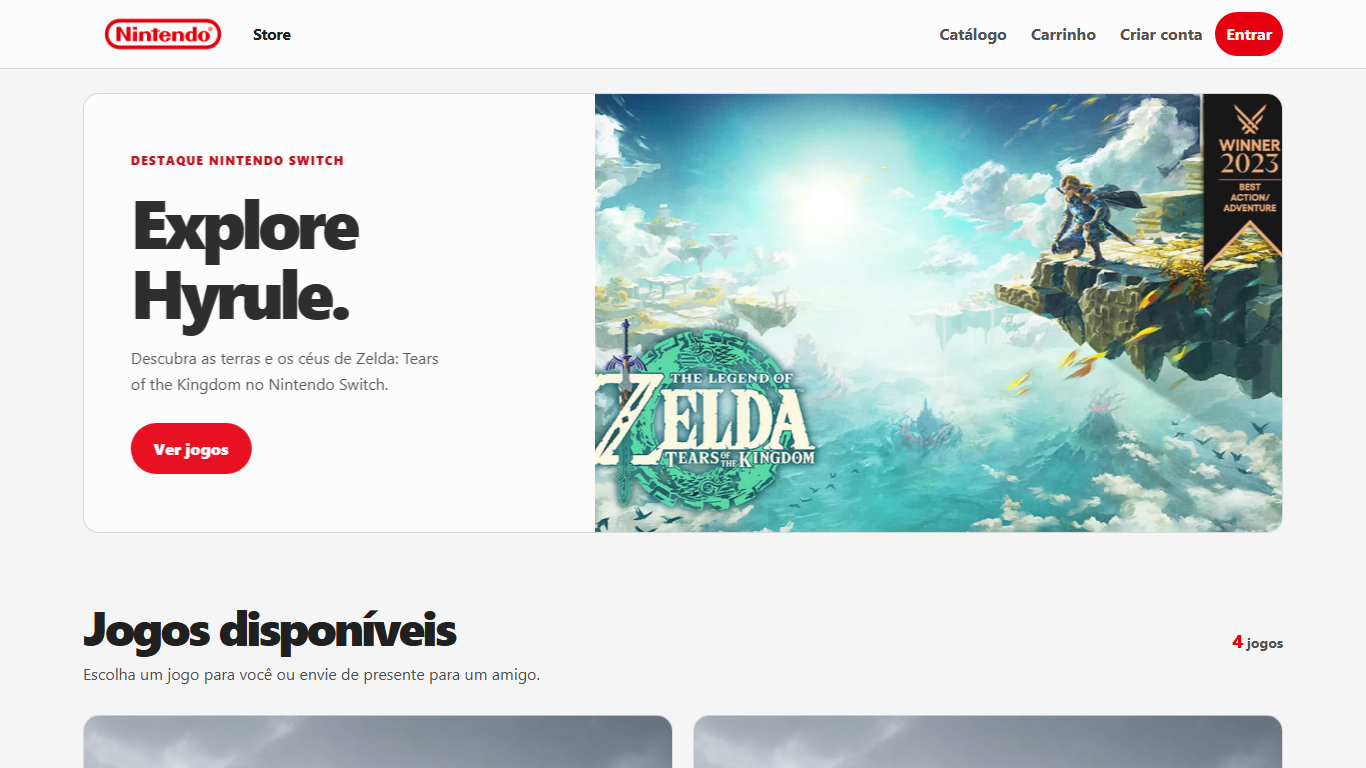 Nintendo®
Store
Catálogo
Carrinho
Criar conta
Entrar
DESTAQUE NINTENDO SWITCH
Explore
Hyrule.
Descubra as terras e os céus de Zelda: Tears
of the Kingdom no Nintendo Switch.
Ver jogos
WINNER
2023
BEST
ACTION/
ADVENTURE
THE LEGEND OF
ZELDA
TEARS OF THE KINGDOM
Jogos disponíveis
4 jogos
Escolha um jogo para você ou envie de presente para um amigo.